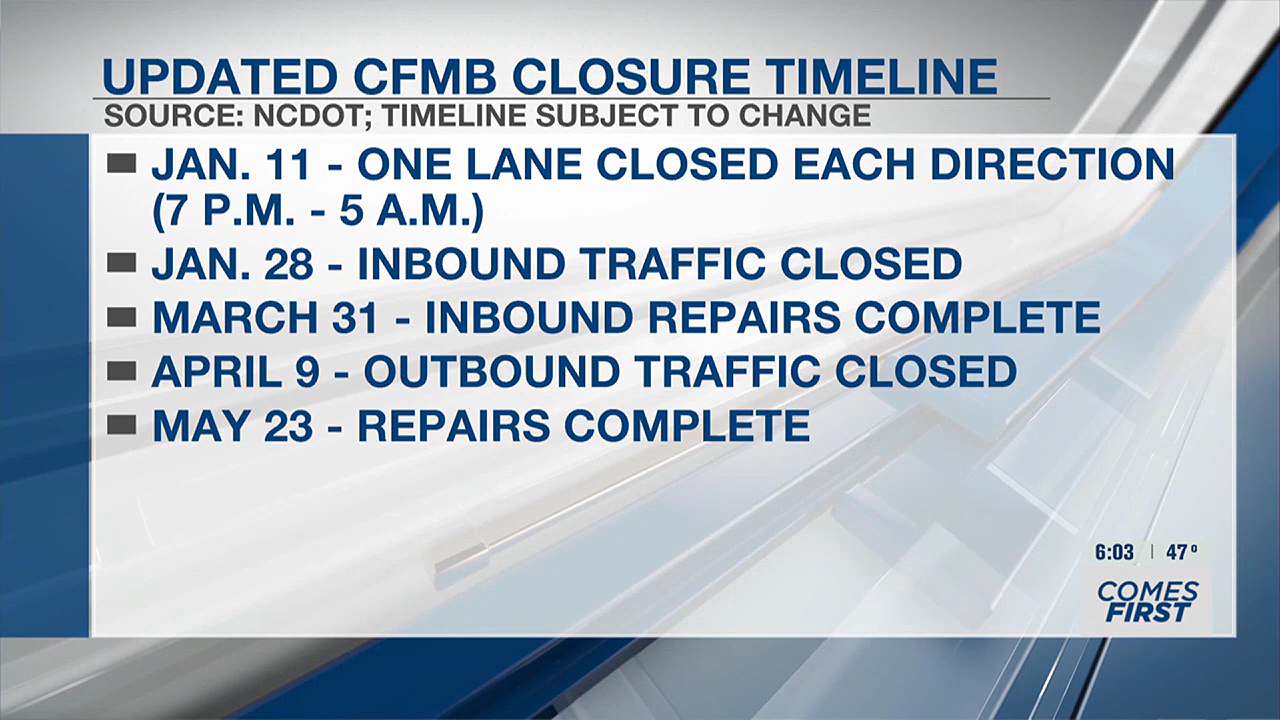 UPDATED CFMB CLOSURE TIMELINE
SOURCE: NCDOT; TIMELINE SUBJECT TO CHANGE
JAN. 11 - ONE LANE CLOSED EACH DIRECTION
(7 P.M. - 5 A.M.)
JAN. 28 - INBOUND TRAFFIC CLOSED
MARCH 31 - INBOUND REPAIRS COMPLETE
APRIL 9 - OUTBOUND TRAFFIC CLOSED
MAY 23 - REPAIRS COMPLETE
6:03 | 47º
COMES
FIRST